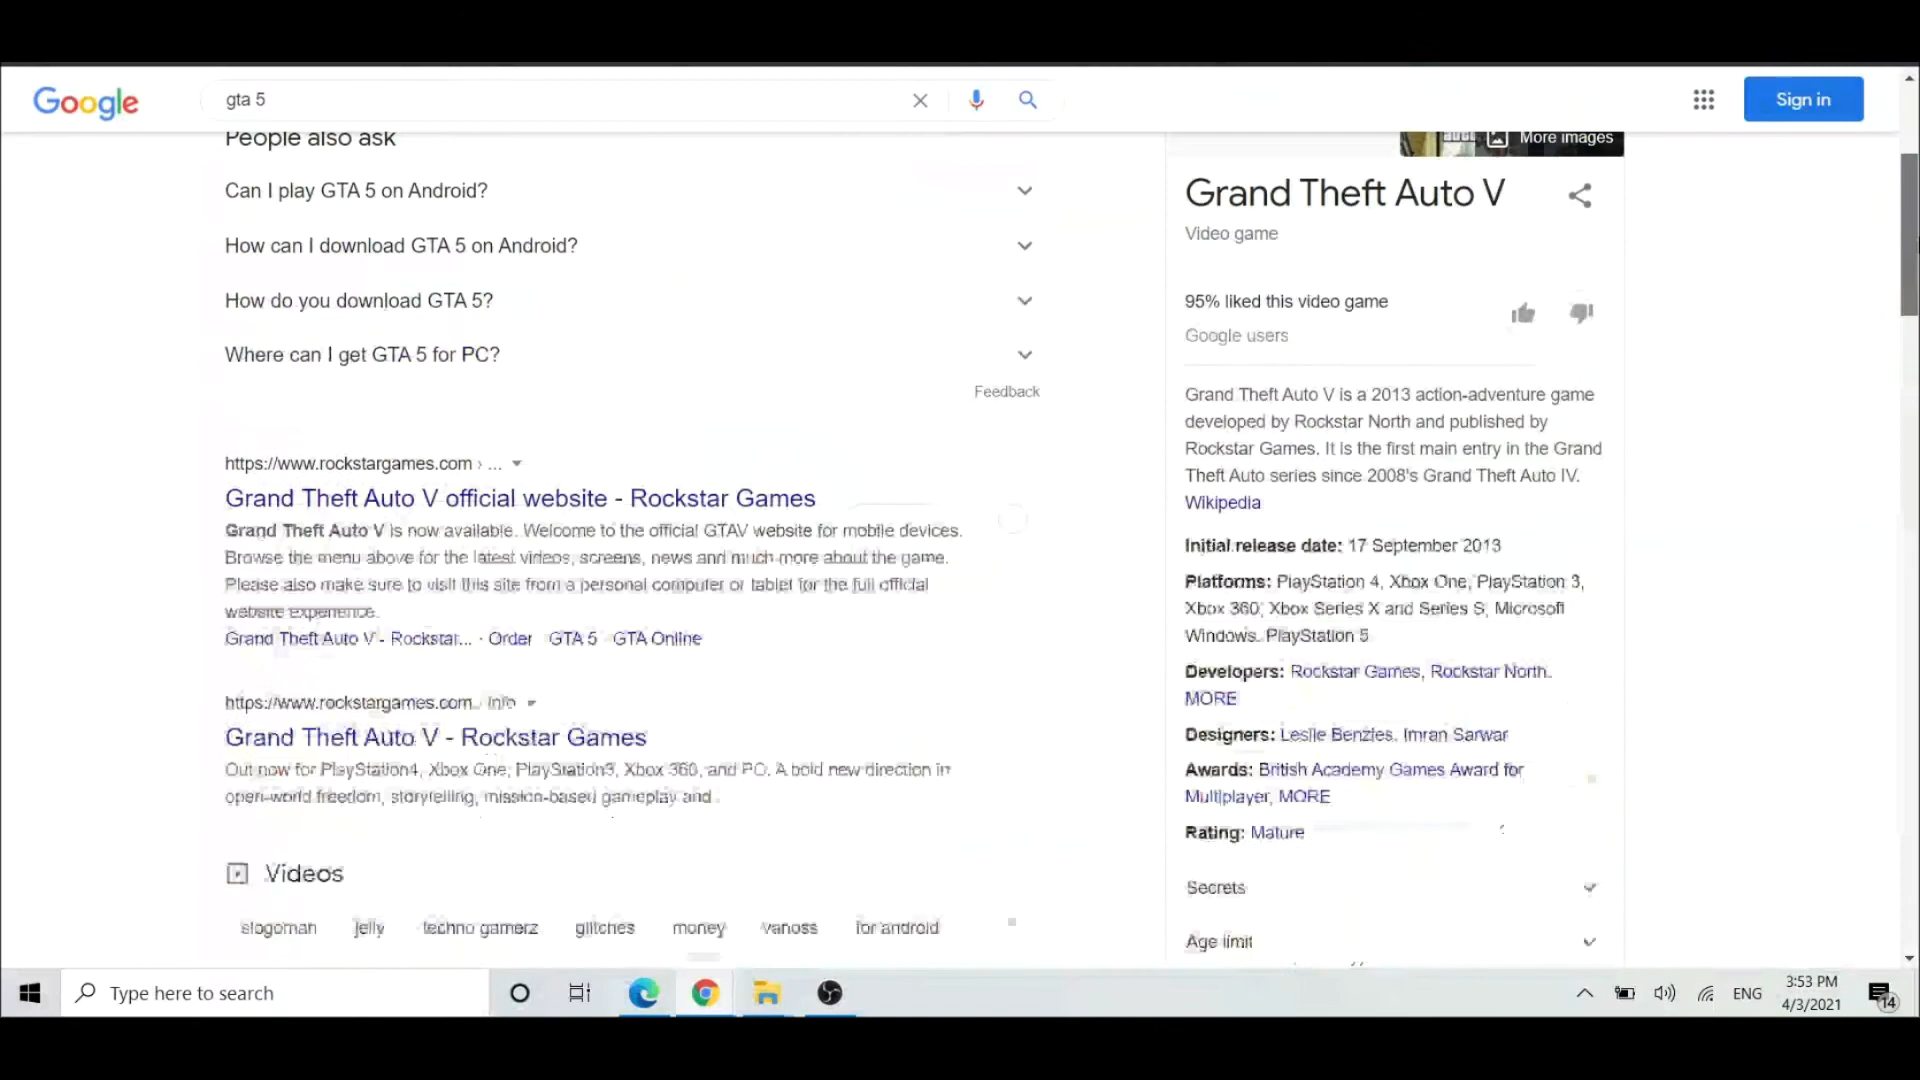 Google
gta 5
Sign in
People also ask
Can I play GTA 5 on Android?
How can I download GTA 5 on Android?
How do you download GTA 5?
Where can I get GTA 5 for PC?
Feedback
https://www.rockstargames.com › ...
Grand Theft Auto V official website - Rockstar Games
Grand Theft Auto V is now available. Welcome to the official GTAV website for mobile devices.
Browse the menu above for the latest videos, screens, news and much more about the game.
Please also make sure to visit this site from a personal computer or tablet for the full official
website experience.
Grand Theft Auto V - Rockstar... · Order · GTA 5 · GTA Online
https://www.rockstargames.com › info
Grand Theft Auto V - Rockstar Games
Out now for PlayStation4, Xbox One, PlayStation3, Xbox 360, and PC. A bold new direction in
open-world freedom, storytelling, mission-based gameplay and
Videos
slogoman jelly techno gamerz glitches money vanoss for android
More images
Grand Theft Auto V
Video game
95% liked this video game
Google users
Grand Theft Auto V is a 2013 action-adventure game
developed by Rockstar North and published by
Rockstar Games. It is the first main entry in the Grand
Theft Auto series since 2008's Grand Theft Auto IV.
Wikipedia
Initial release date: 17 September 2013
Platforms: PlayStation 4, Xbox One, PlayStation 3,
Xbox 360, Xbox Series X and Series S, Microsoft
Windows, PlayStation 5
Developers: Rockstar Games, Rockstar North,
MORE
Designers: Leslie Benzies, Imran Sarwar
Awards: British Academy Games Award for
Multiplayer, MORE
Rating: Mature
Secrets
Age limit
Type here to search
ENG
3:53 PM
4/3/2021
14